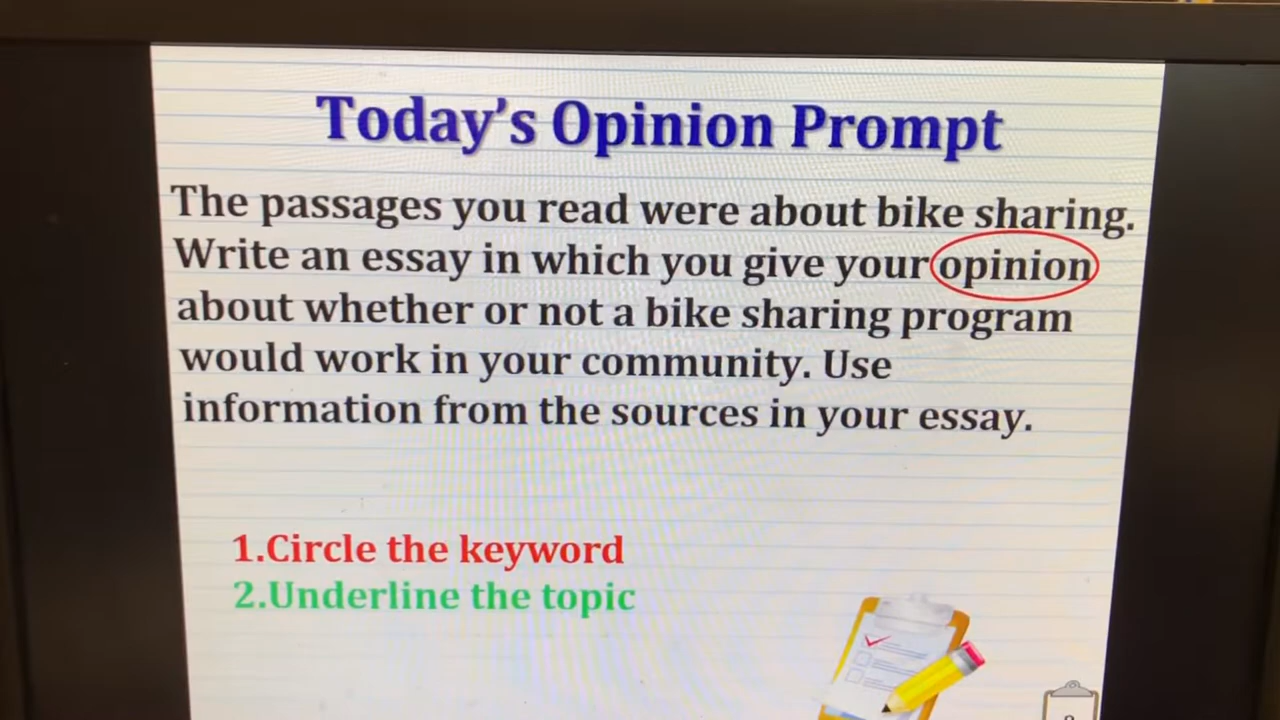 Today's Opinion Prompt
The passages you read were about bike sharing.
Write an essay in which you give your opinion
about whether or not a bike sharing program
would work in your community. Use
information from the sources in your essay.
1.Circle the keyword
2.Underline the topic